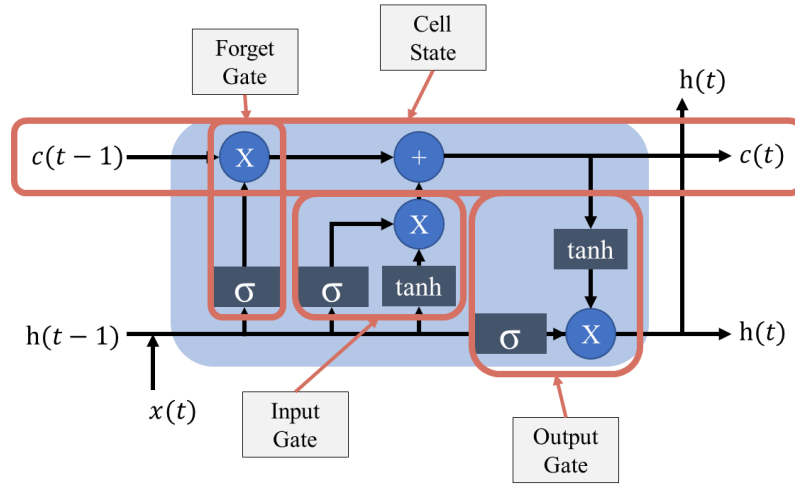 Cell
State
Forget
Gate
h(t)
c(t − 1)
X
+
c(t)
X
tanh
σ
σ
tanh
h(t − 1)
σ
X
h(t)
x(t)
Input
Gate
Output
Gate